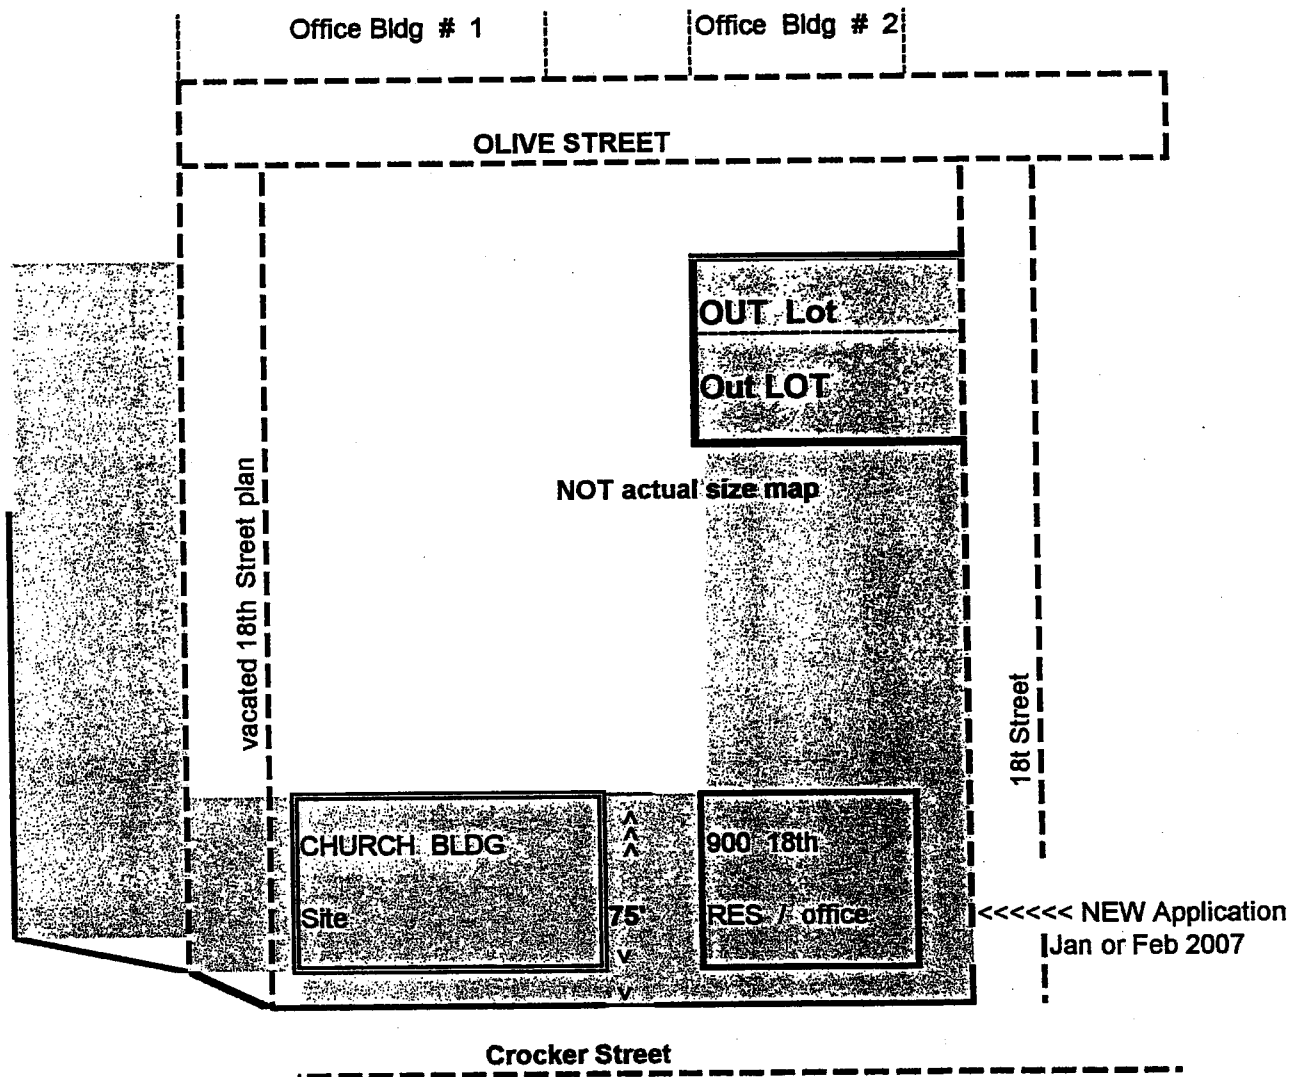 Office Bldg # 1
Office Bldg # 2
OLIVE STREET
OUT Lot
Out LOT
NOT actual size map
vacated 18th Street plan
18t Street
CHURCH BLDG
Site
^
^
^
75'
v
v
900 18th
RES / office
<<<<<< NEW Application
Jan or Feb 2007
Crocker Street